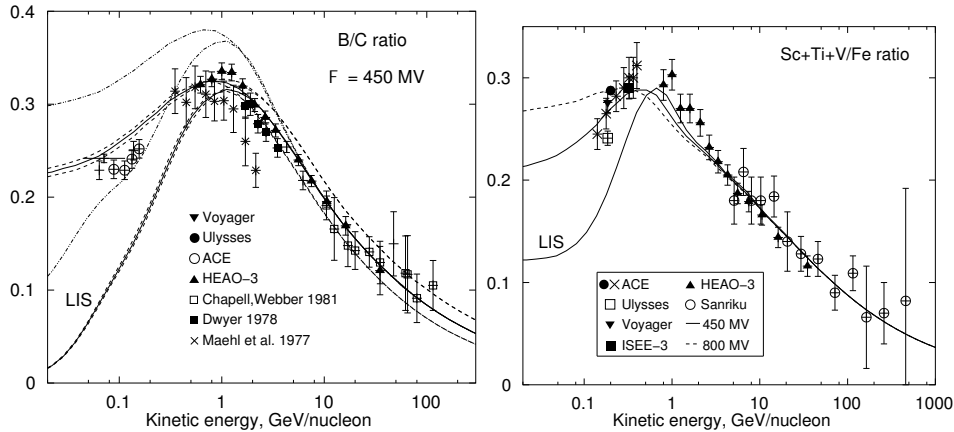 B/C ratio
F = 450 MV
0.4
0.3
0.2
0.1
0
LIS
Voyager
Ulysses
ACE
HEAO−3
Chapell,Webber 1981
Dwyer 1978
Maehl et al. 1977
0.1 1 10 100
Kinetic energy, GeV/nucleon
Sc+Ti+V/Fe ratio
0.3
0.2
0.1
0
LIS
ACE
Ulysses
Voyager
ISEE−3
HEAO−3
Sanriku
450 MV
800 MV
0.1 1 10 100 1000
Kinetic energy, GeV/nucleon